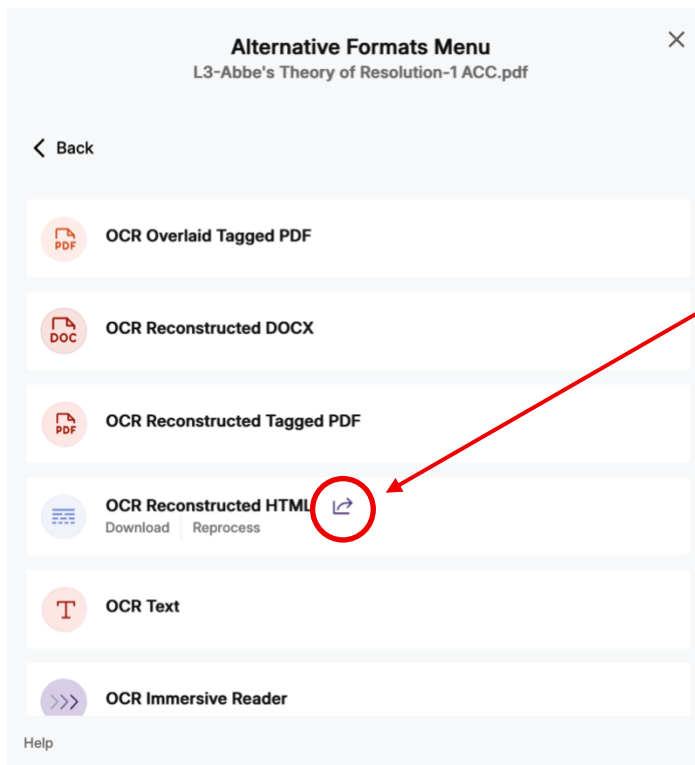 Alternative Formats Menu
L3-Abbe's Theory of Resolution-1 ACC.pdf
Back
PDF
OCR Overlaid Tagged PDF
DOC
OCR Reconstructed DOCX
PDF
OCR Reconstructed Tagged PDF
OCR Reconstructed HTML
Download Reprocess
T
OCR Text
OCR Immersive Reader
Help